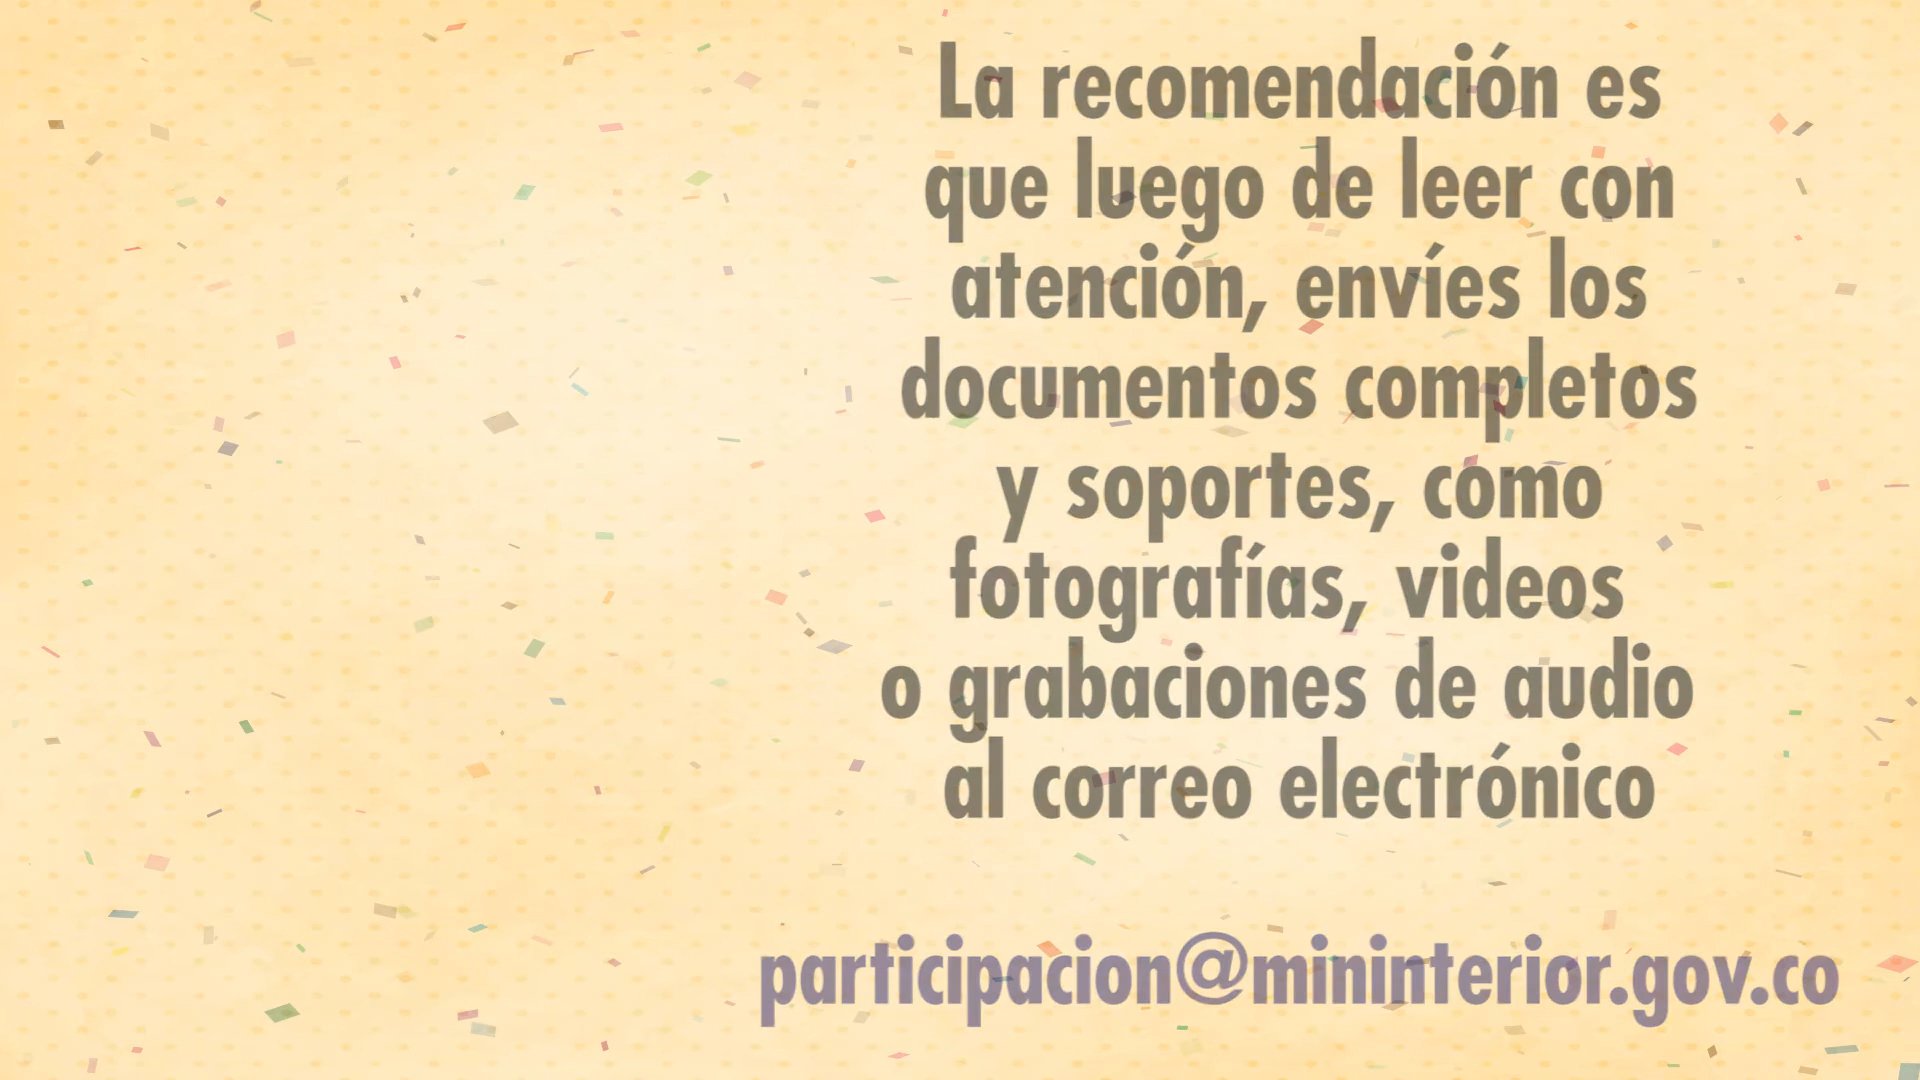 La recomendación es
que luego de leer con
atención, envíes los
documentos completos
y soportes, como
fotografías, videos
o grabaciones de audio
al correo electrónico
participacion@mininterior.gov.co